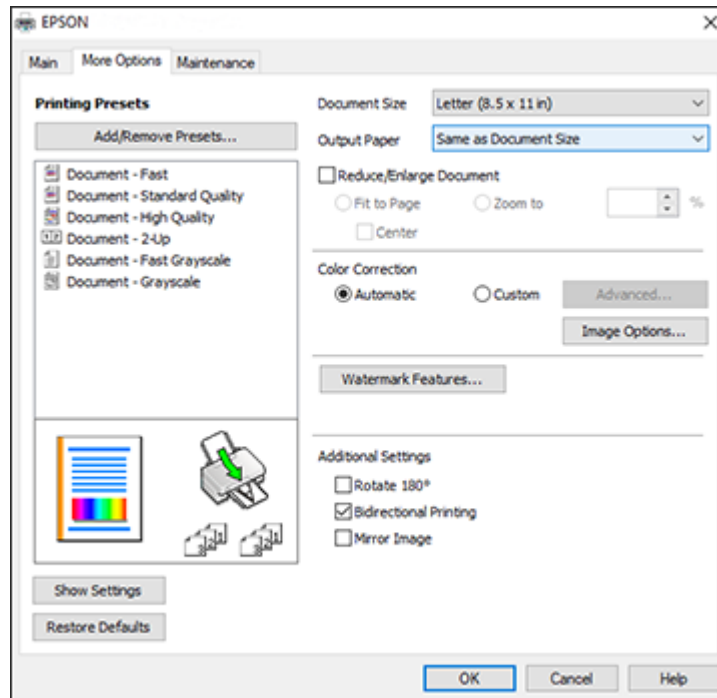 EPSON
Main More Options Maintenance
Printing Presets
Add/Remove Presets...
Document - Fast
Document - Standard Quality
Document - High Quality
Document - 2-Up
Document - Fast Grayscale
Document - Grayscale
Show Settings
Restore Defaults
Document Size Letter (8.5 x 11 in)
Output Paper Same as Document Size
Reduce/Enlarge Document
Fit to Page Zoom to %
Center
Color Correction
Automatic Custom Advanced...
Image Options...
Watermark Features...
Additional Settings
Rotate 180°
Bidirectional Printing
Mirror Image
OK Cancel Help